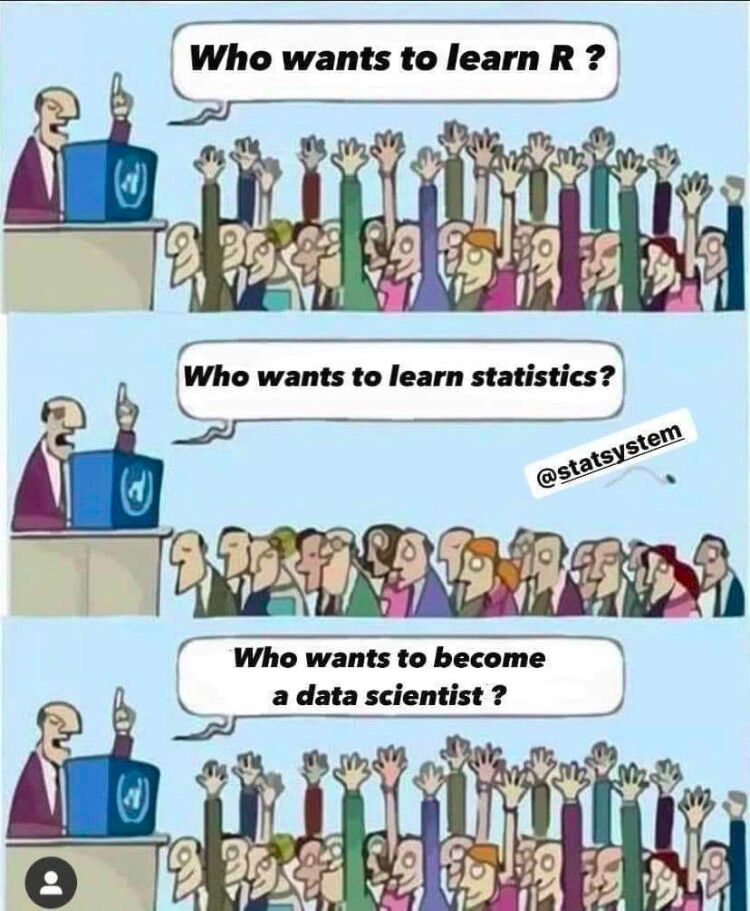 Who wants to learn R ?
Who wants to learn statistics?
@statsystem
Who wants to become
a data scientist ?